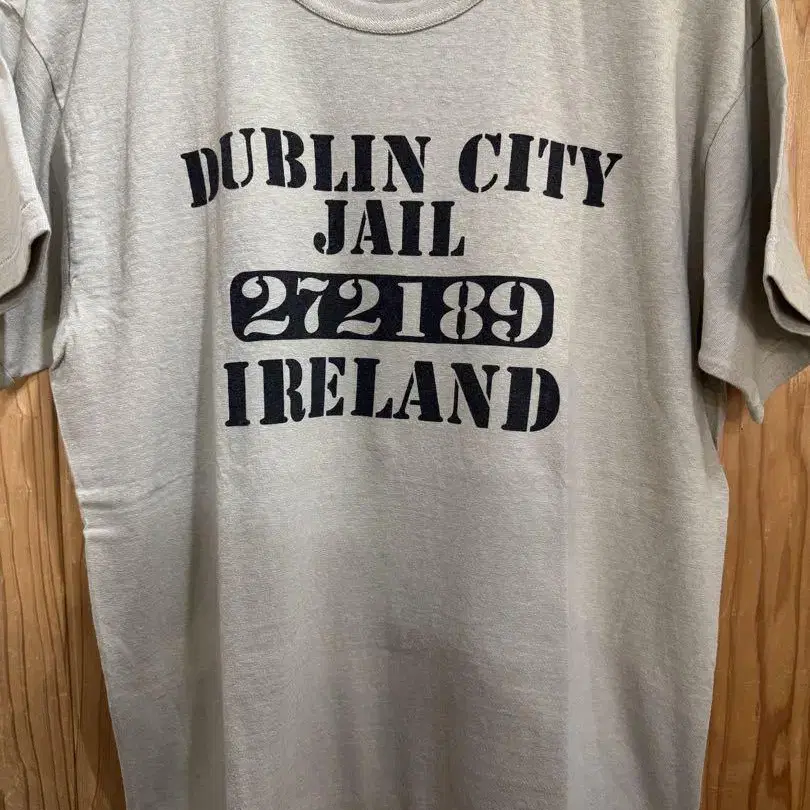 DUBLIN CITY
JAIL
272189
IRELAND